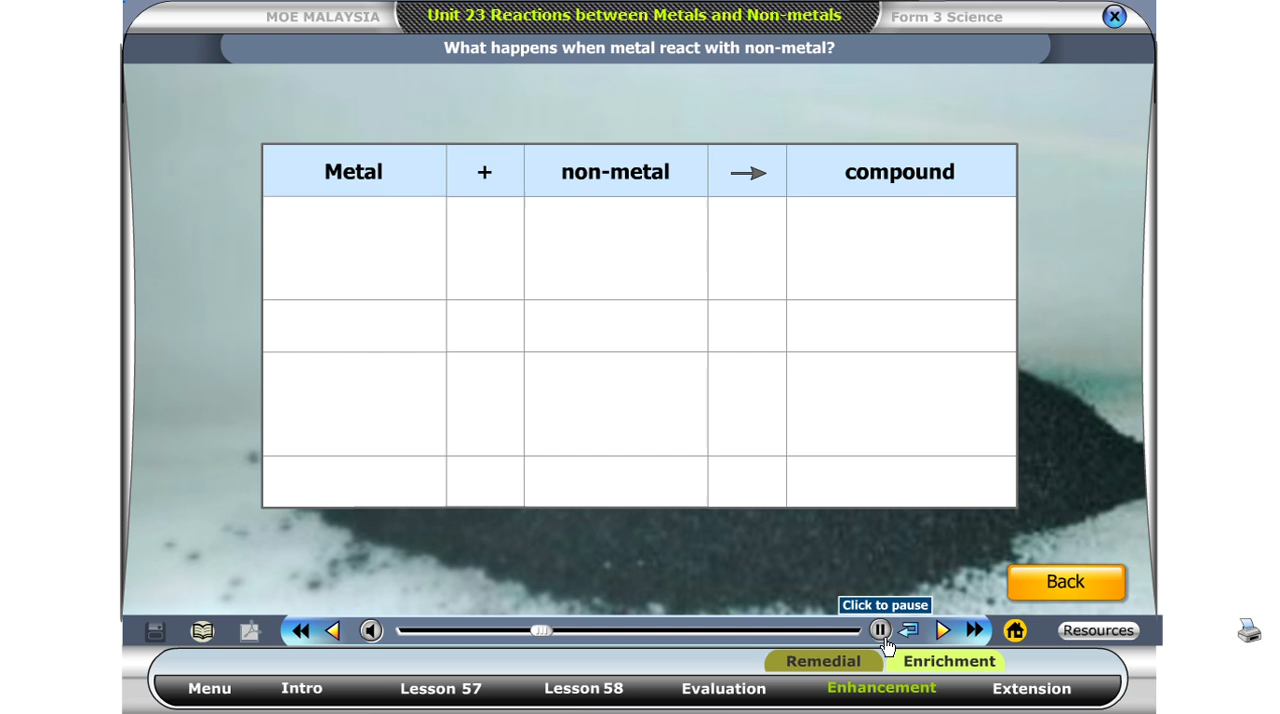 MOE MALAYSIA
Unit 23 Reactions between Metals and Non-metals
Form 3 Science
What happens when metal react with non-metal?
Metal + non-metal → compound
Back
Click to pause
Resources
Remedial
Enrichment
Menu
Intro
Lesson 57
Lesson 58
Evaluation
Enhancement
Extension